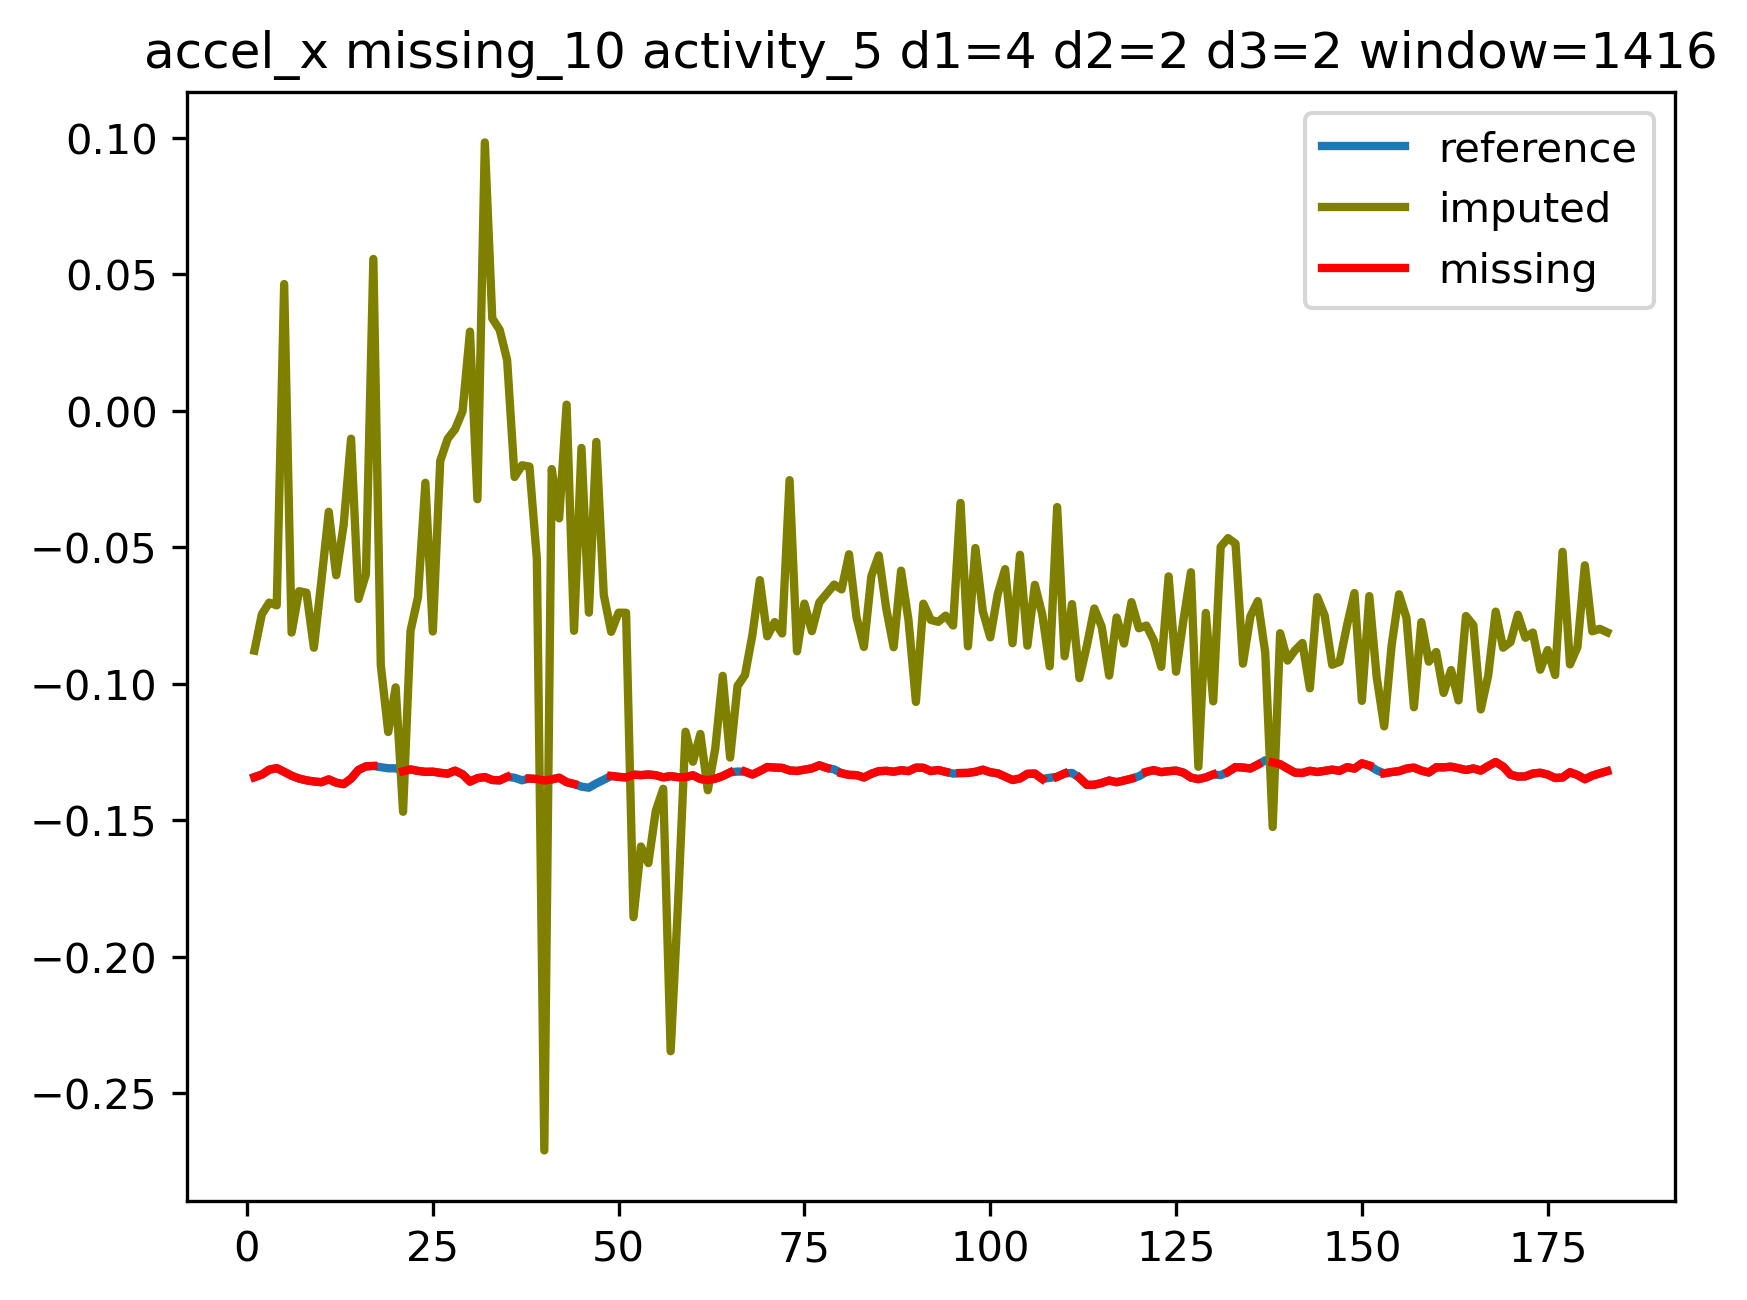 accel_x missing_10 activity_5 d1=4 d2=2 d3=2 window=1416
reference
imputed
missing
0.10
0.05
0.00
−0.05
−0.10
−0.15
−0.20
−0.25
0 25 50 75 100 125 150 175